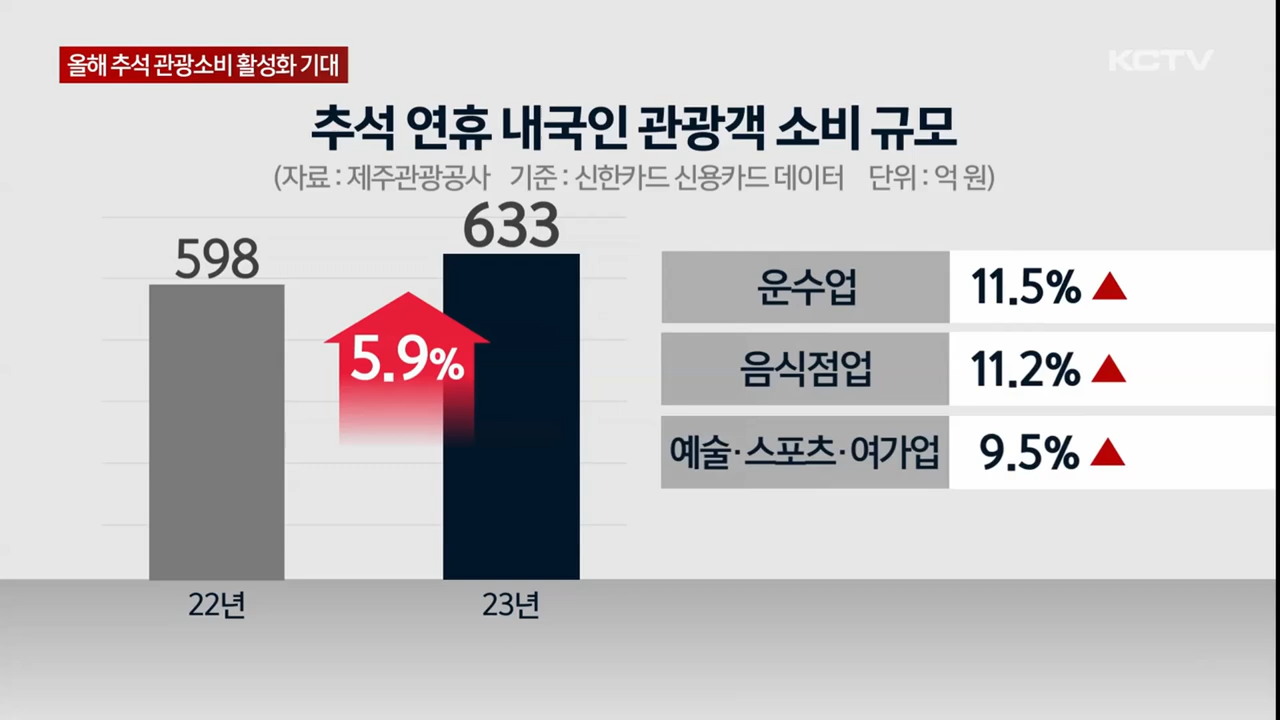 올해 추석 관광소비 활성화 기대
KCTV
추석 연휴 내국인 관광객 소비 규모
(자료 : 제주관광공사 기준 : 신한카드 신용카드 데이터 단위 : 억 원)
598
633
5.9%
22년
23년
운수업 11.5% ▲
음식점업 11.2% ▲
예술·스포츠·여가업 9.5% ▲